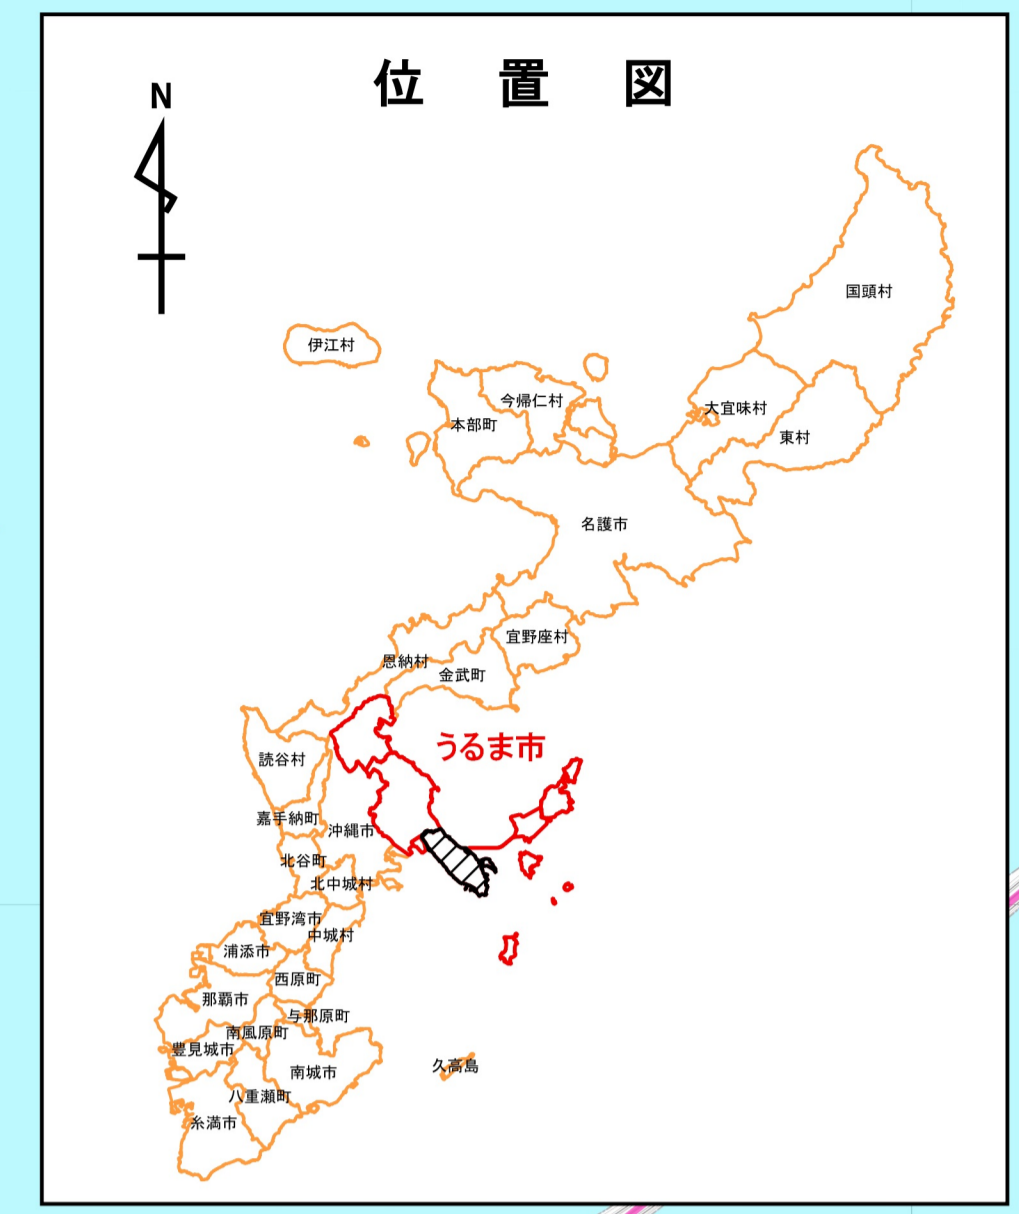 位置図
N
国頭村
伊江村
今帰仁村
大宜味村
本部町
東村
名護市
宜野座村
恩納村
金武町
うるま市
読谷村
嘉手納町
沖縄市
北谷町
北中城村
宜野湾市
中城村
浦添市
西原町
那覇市
与那原町
南風原町
豊見城市
久高島
南城市
八重瀬町
糸満市